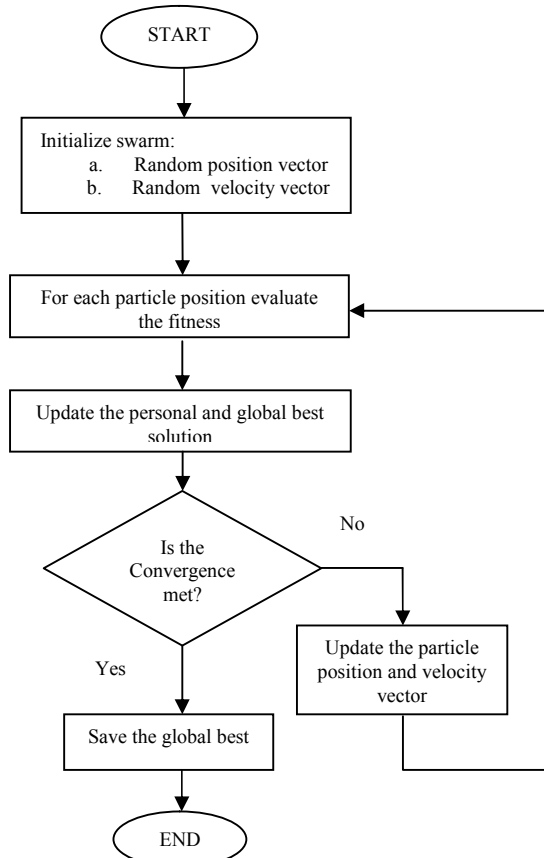 START
Initialize swarm:
a. Random position vector
b. Random velocity vector
For each particle position evaluate
the fitness
Update the personal and global best
solution
Is the
Convergence
met?
No
Yes
Update the particle
position and velocity
vector
Save the global best
END